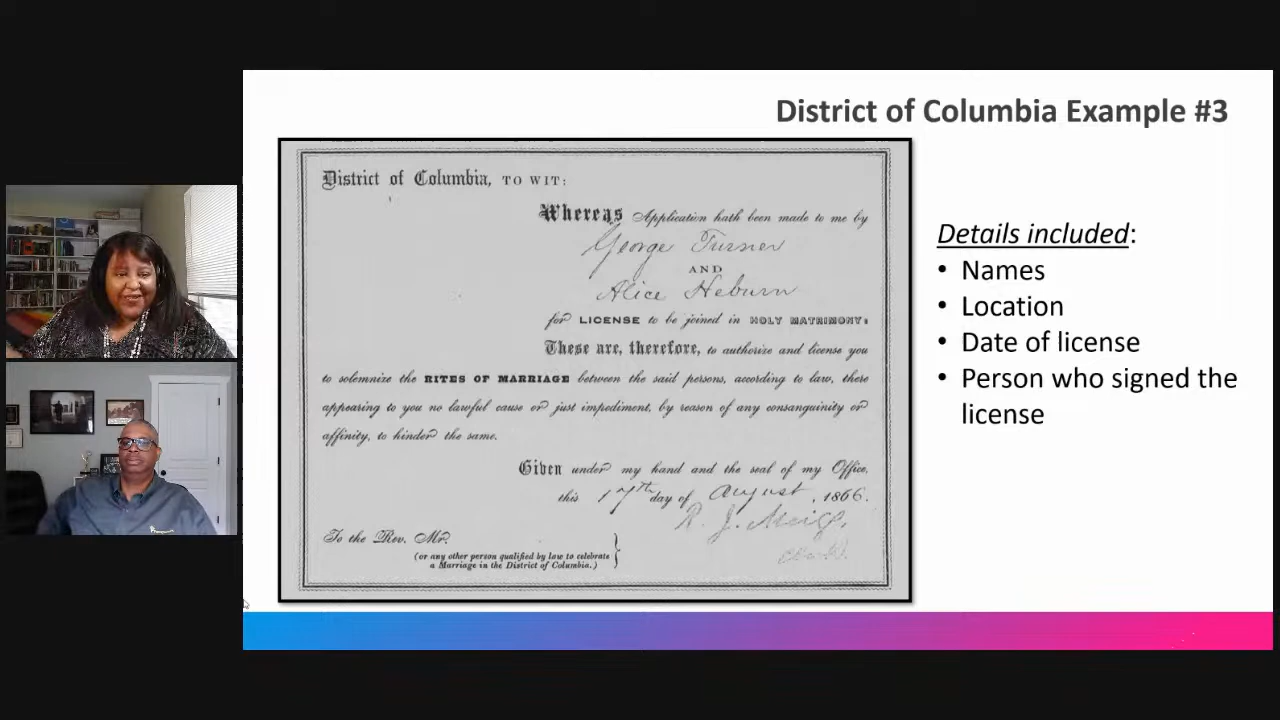 District of Columbia Example #3
District of Columbia, TO WIT:
Whereas Application hath been made to me by
George Turner
AND
Alice Heburn
for LICENSE to be joined in HOLY MATRIMONY:
These are, therefore, to authorize and license you
to solemnize the RITES OF MARRIAGE between the said persons, according to law, there
appearing to you no lawful cause or just impediment, by reason of any consanguinity or
affinity, to hinder the same.
Given under my hand and the seal of my Office,
this 17th day of August, 1866.
R. J. Meigs,
To the Rev. Mr.
(or any other person qualified by law to celebrate
a Marriage in the District of Columbia.)
Details included:
• Names
• Location
• Date of license
• Person who signed the
license